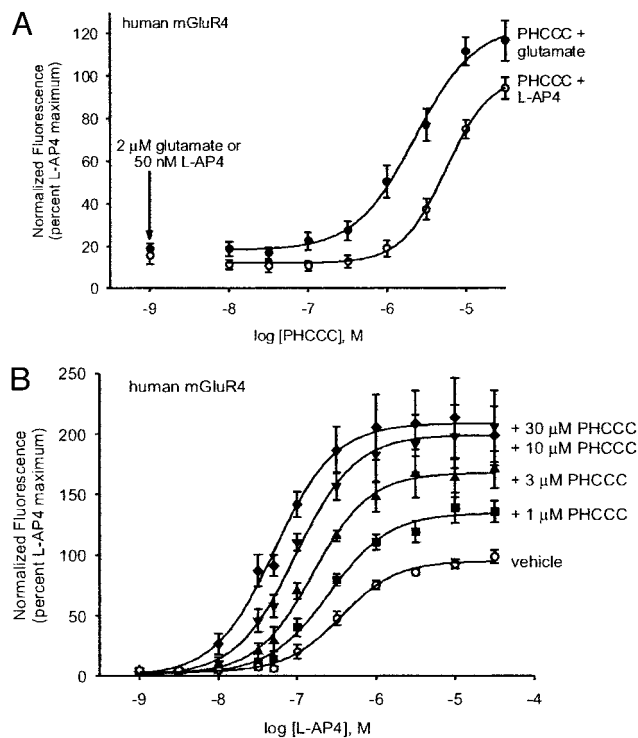 A
human mGluR4
Normalized Fluorescence
(percent L-AP4 maximum)
120
100
80
60
40
20
0
2 µM glutamate or
50 nM L-AP4
PHCCC +
glutamate
PHCCC +
L-AP4
-9
-8
-7
-6
-5
log [PHCCC], M
B
human mGluR4
Normalized Fluorescence
(percent L-AP4 maximum)
250
200
150
100
50
0
+ 30 µM PHCCC
+ 10 µM PHCCC
+ 3 µM PHCCC
+ 1 µM PHCCC
vehicle
-9
-8
-7
-6
-5
-4
log [L-AP4], M